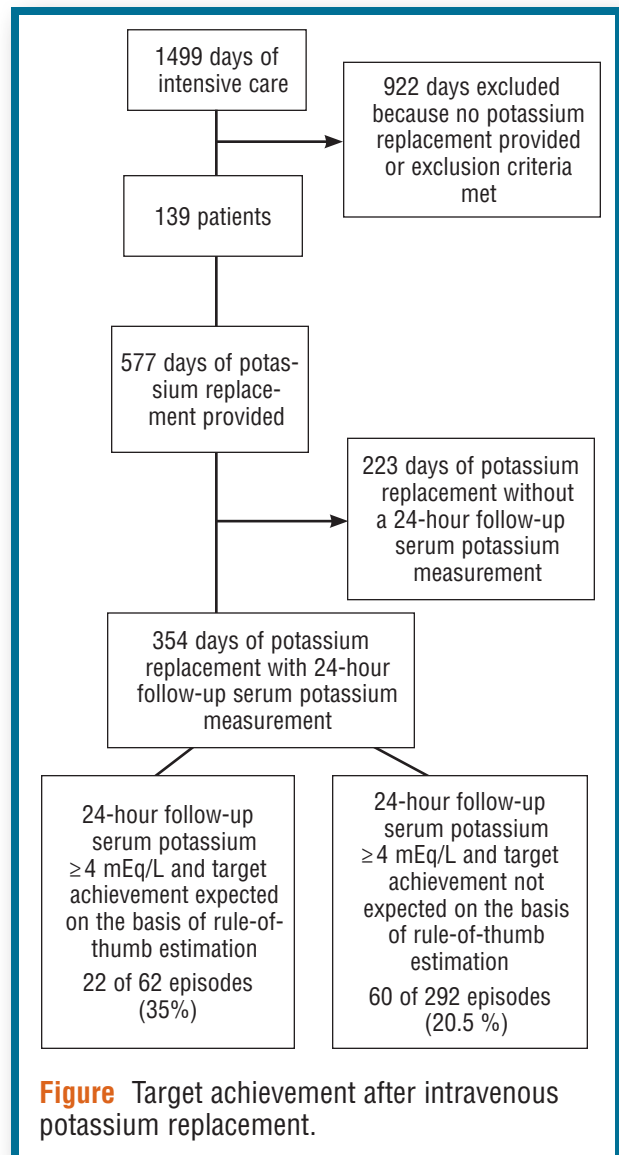 1499 days of
intensive care
922 days excluded
because no potassium
replacement provided
or exclusion criteria
met
139 patients
577 days of potas-
sium replace-
ment provided
223 days of potassium
replacement without
a 24-hour follow-up
serum potassium
measurement
354 days of potassium
replacement with 24-hour
follow-up serum potassium
measurement
24-hour follow-up
serum potassium
≥4 mEq/L and target
achievement expected
on the basis of rule-of-
thumb estimation
22 of 62 episodes
(35%)
24-hour follow-up
serum potassium
≥4 mEq/L and target
achievement not
expected on the basis
of rule-of-thumb
estimation
60 of 292 episodes
(20.5 %)
Figure Target achievement after intravenous
potassium replacement.